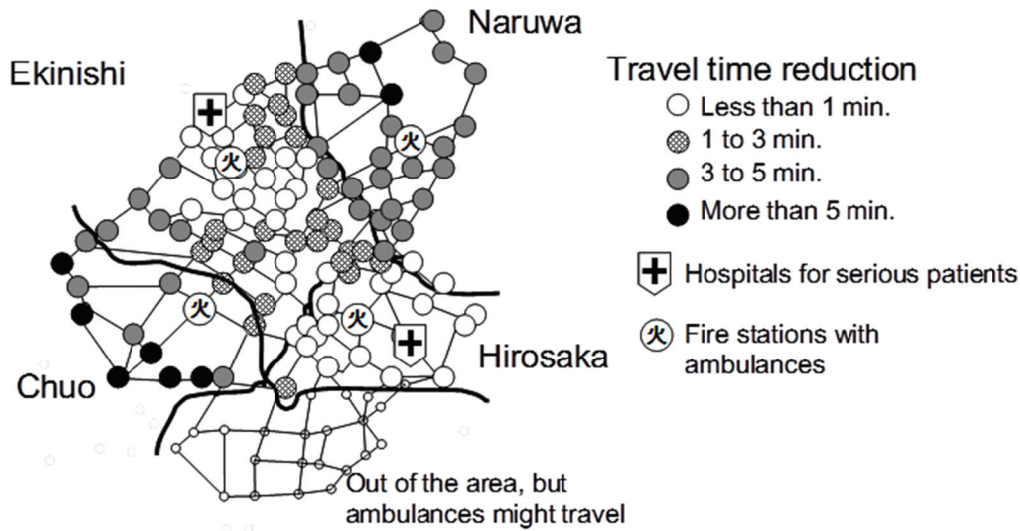 Naruwa
Ekinishi
Travel time reduction
Less than 1 min.
1 to 3 min.
3 to 5 min.
More than 5 min.
Hospitals for serious patients
火 Fire stations with
ambulances
火
火
火
火
Hirosaka
Chuo
Out of the area, but
ambulances might travel